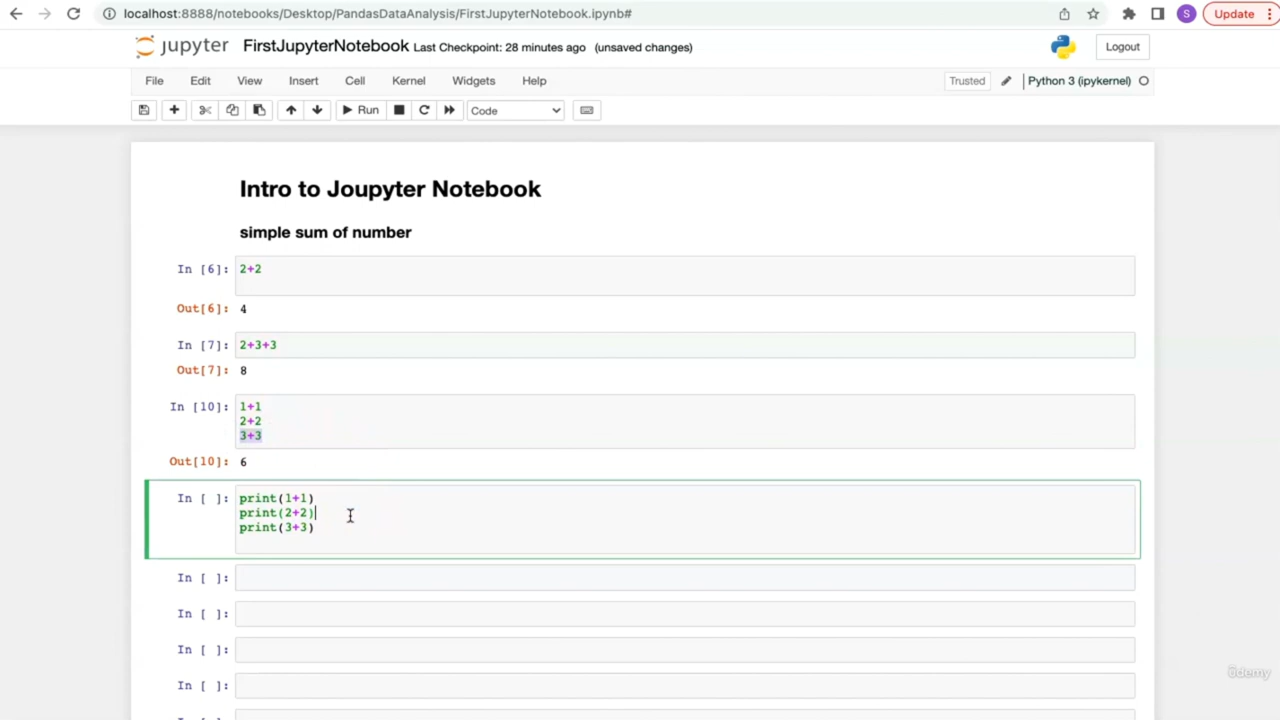 localhost:8888/notebooks/Desktop/PandasDataAnalysis/FirstJupyterNotebook.ipynb#
S
Update
jupyter FirstJupyterNotebook Last Checkpoint: 28 minutes ago (unsaved changes)
Logout
File Edit View Insert Cell Kernel Widgets Help
Trusted
Python 3 (ipykernel)
Run
Code
Intro to Joupyter Notebook
simple sum of number
In [6]: 2+2
Out[6]: 4
In [7]: 2+3+3
Out[7]: 8
In [10]: 1+1
2+2
3+3
Out[10]: 6
In [ ]: print(1+1)
print(2+2)
print(3+3)
In [ ]:
In [ ]:
In [ ]:
In [ ]:
ûdemy